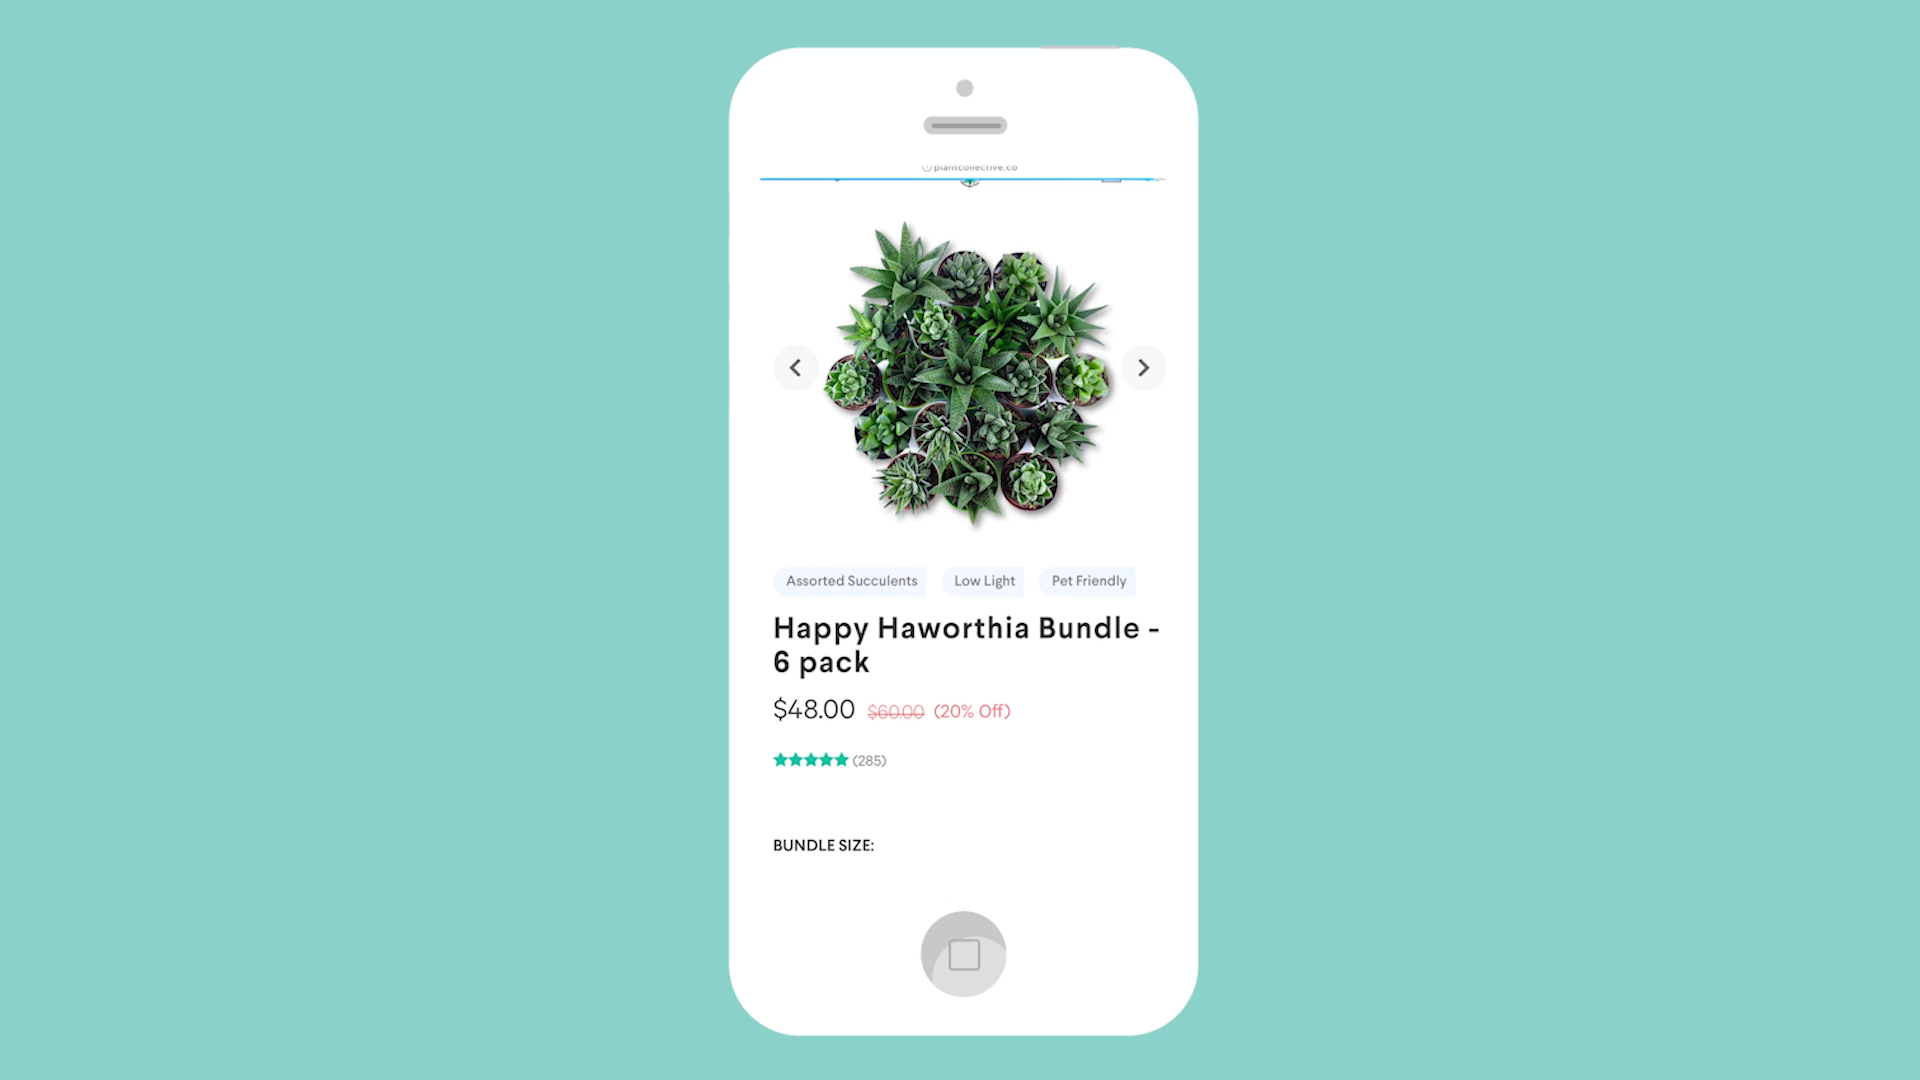 plantcollective.co
Assorted Succulents Low Light Pet Friendly
Happy Haworthia Bundle -
6 pack
$48.00 $60.00 (20% Off)
(285)
BUNDLE SIZE: